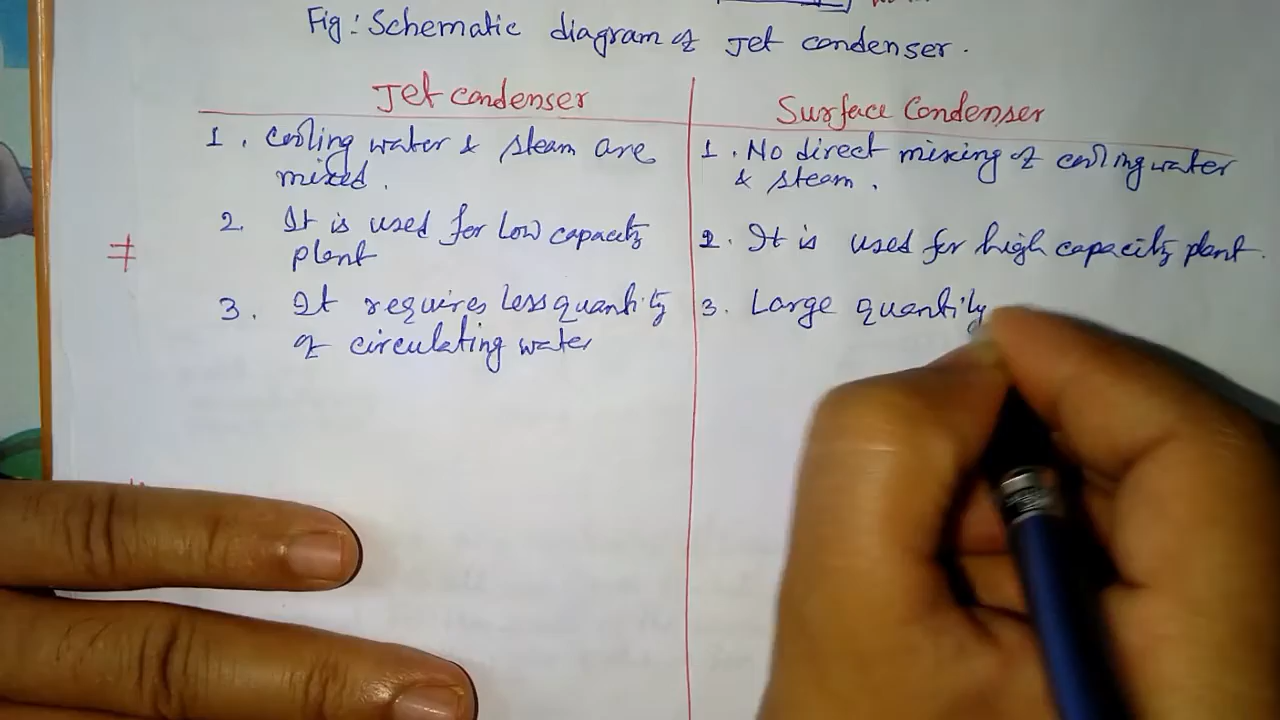 Fig: Schematic diagram of Jet condenser.
Jet condenser
Surface Condenser
1. Cooling water & steam are
mixed.
1. No direct mixing of cooling water
& steam.
2. It is used for low capacity
plant
2. It is used for high capacity plant.
3. It requires less quantity
of circulating water
3. Large quantity
≠